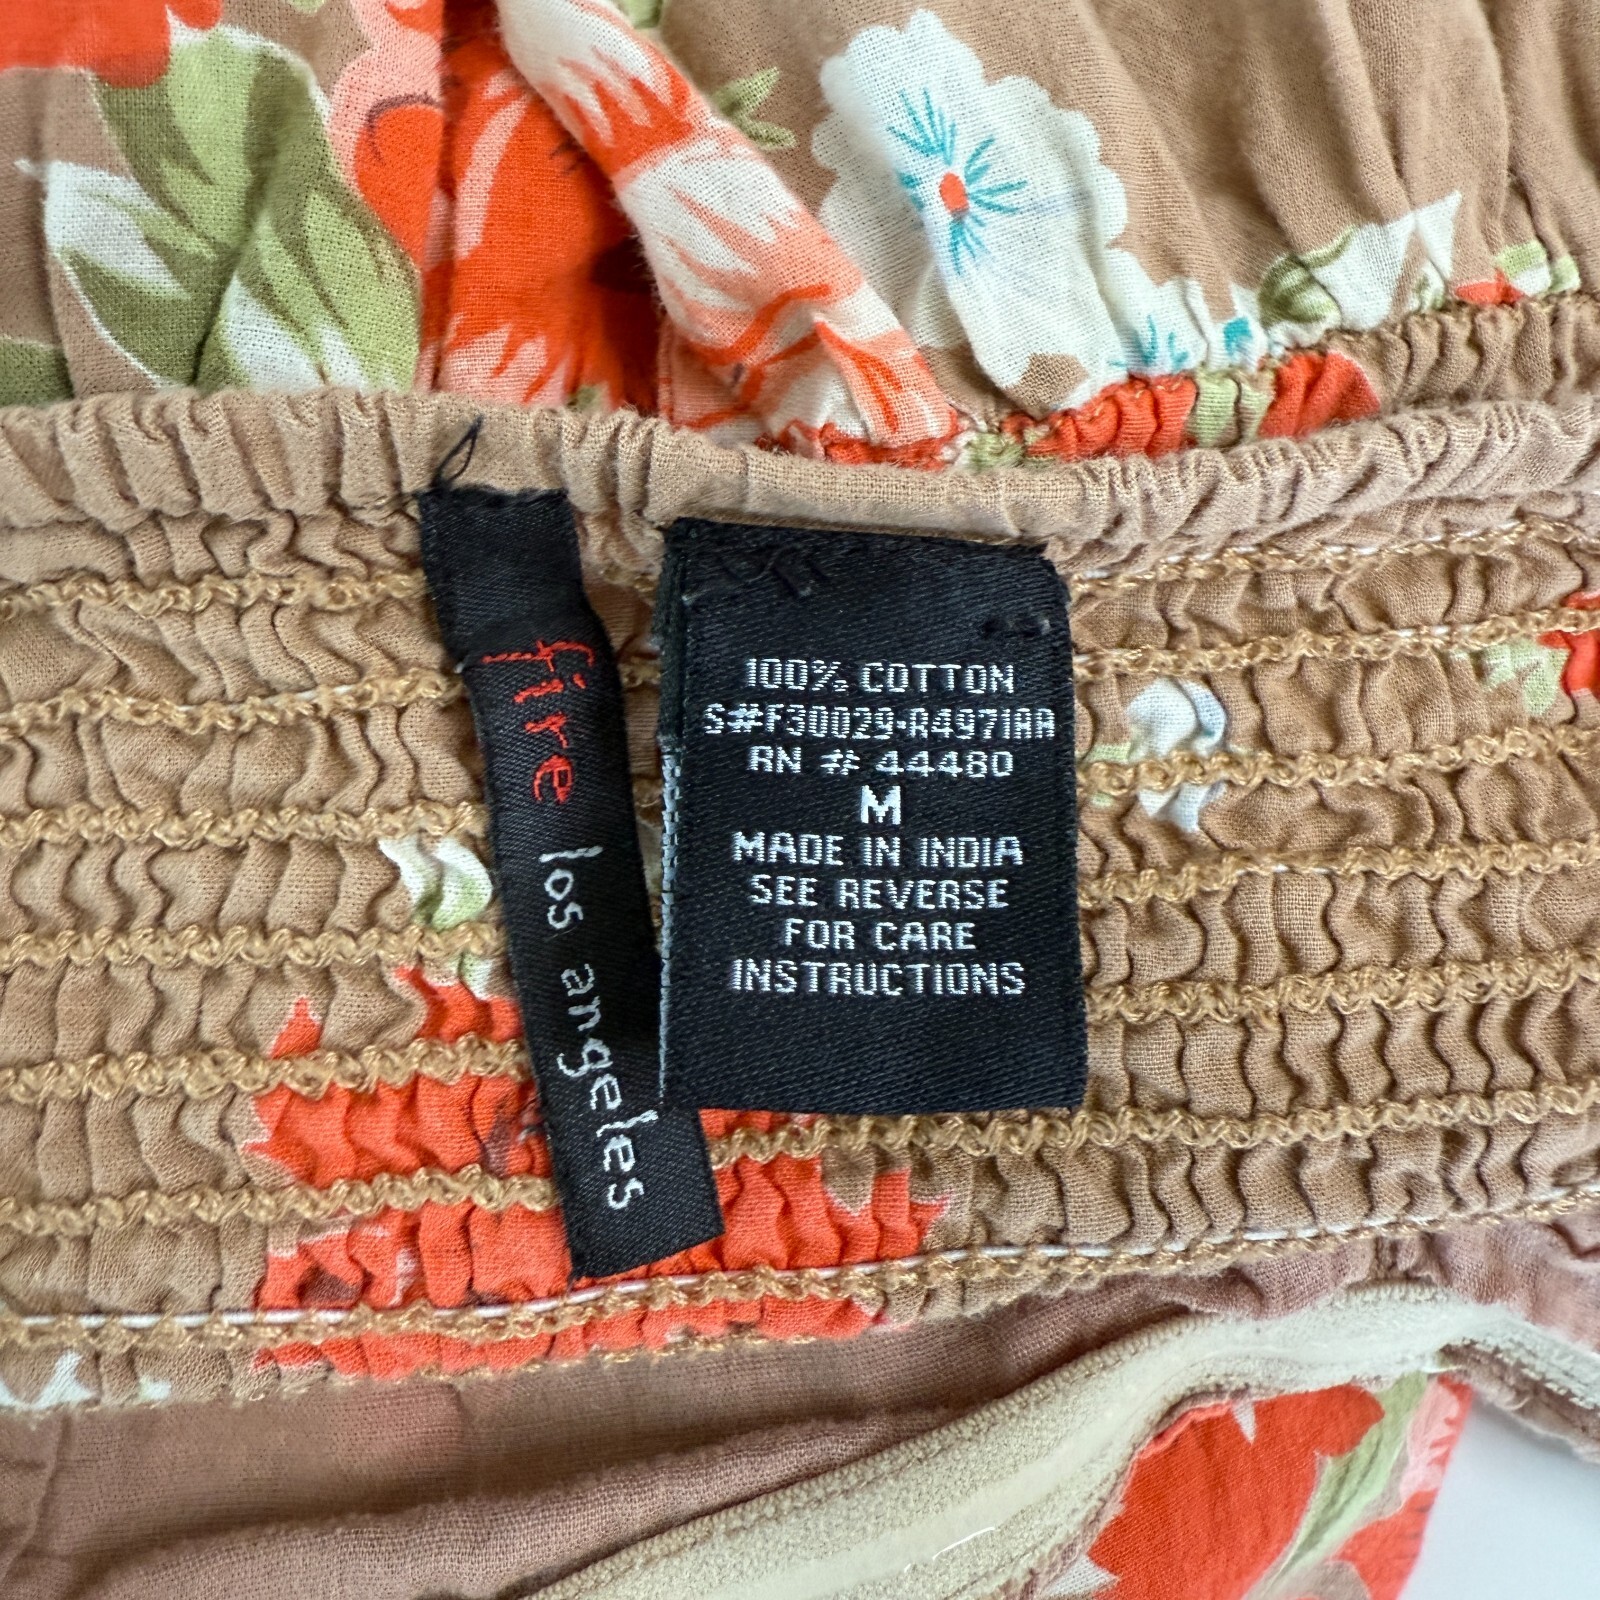 fire los angeles
100% COTTON
S#F30029-R4971AA
RN # 44480
M
MADE IN INDIA
SEE REVERSE
FOR CARE
INSTRUCTIONS